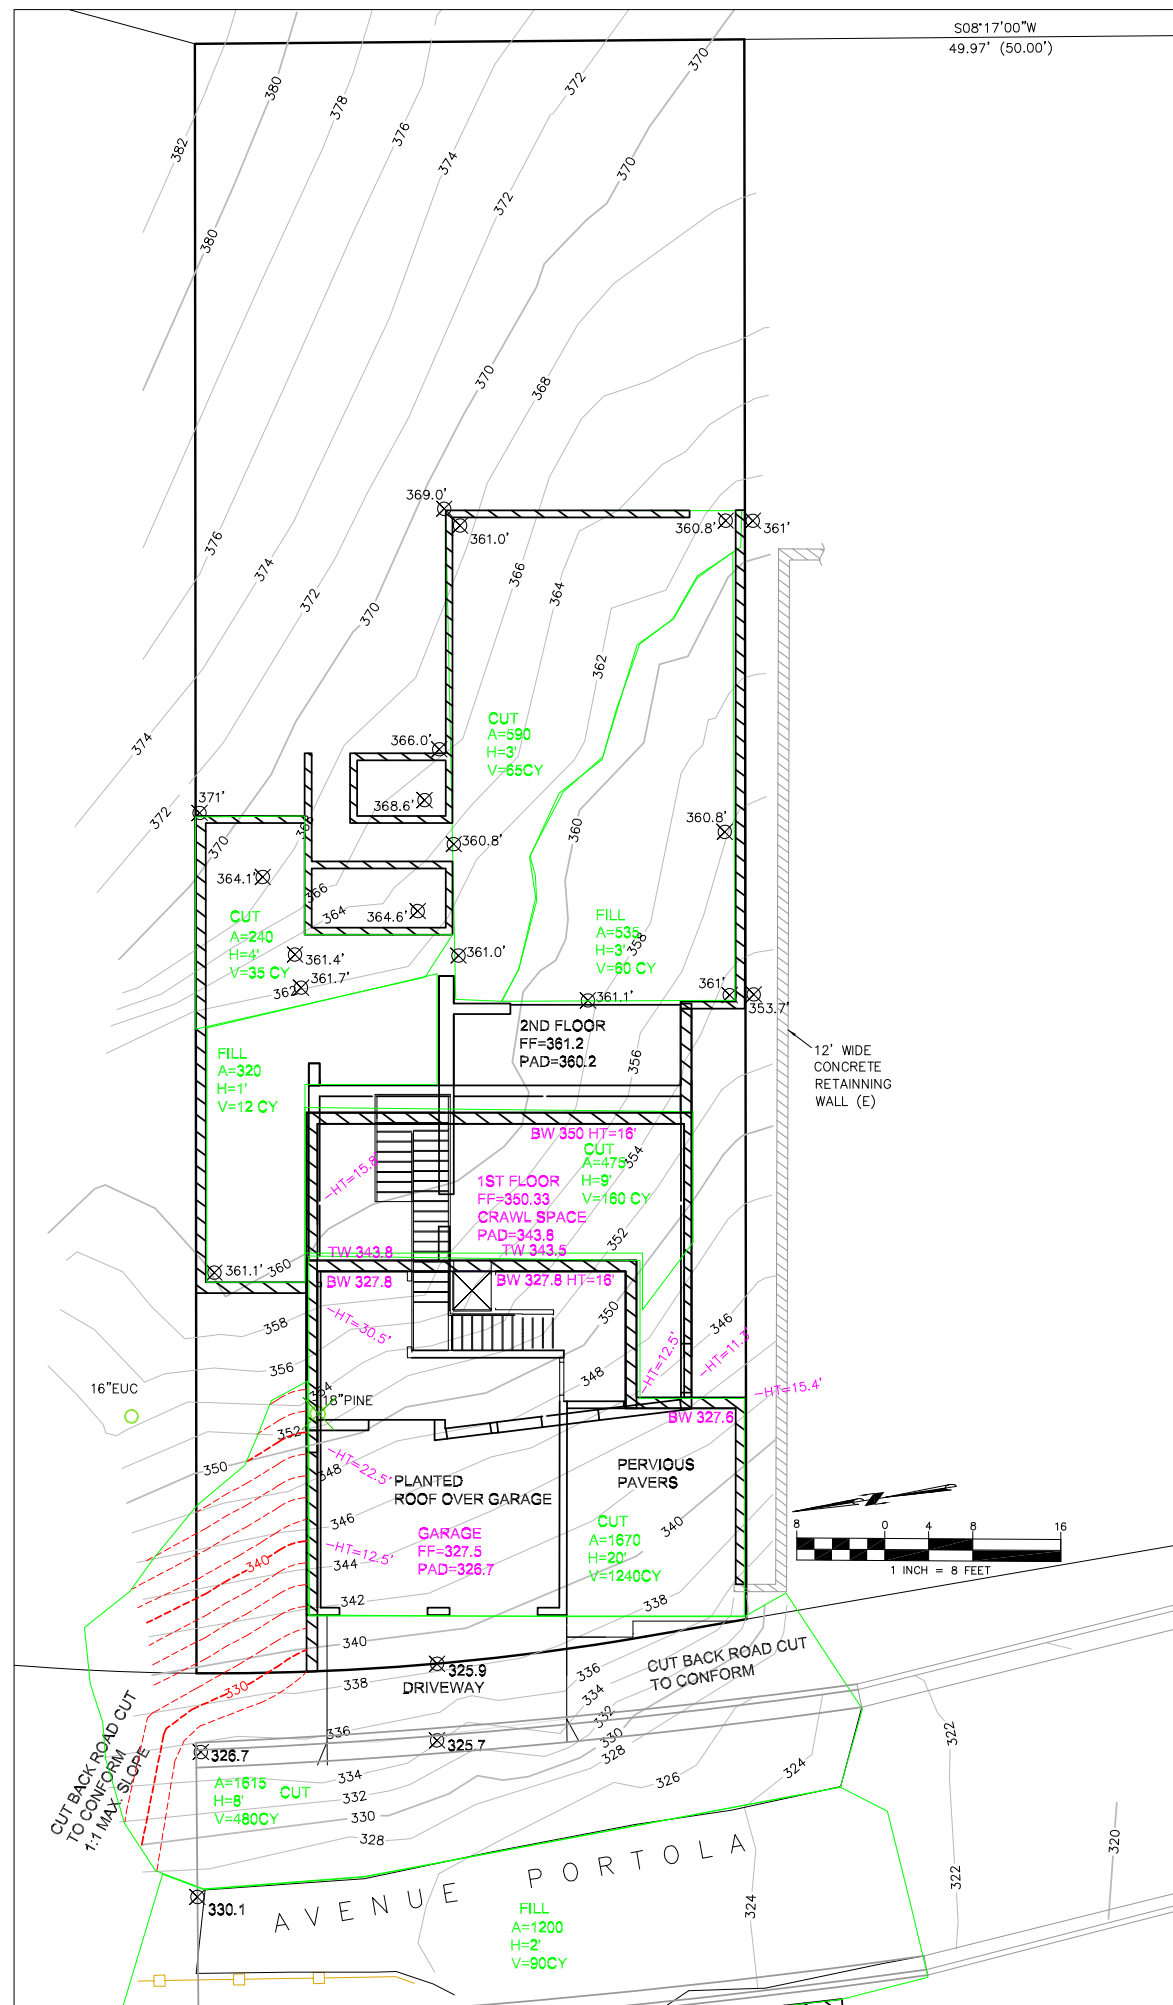 S08°17'00"W
49.97' (50.00')
380
378
376
374
372
370
382
372
370
380
370
368
369.0'
361.0'
360.8'
361'
376
374
372
370
366
364
362
374
366.0'
CUT
A=590
H=3'
V=65CY
371'
372
370
368
368.6'
360.8'
360.8'
360
364.1'
366
364
364.6'
CUT
A=240
H=4'
V=35 CY
361.4'
361.7'
362
361.0'
FILL
A=535
H=3'
V=60 CY
358
361'
353.7'
361.1'
2ND FLOOR
FF=361.2
PAD=360.2
356
12' WIDE
CONCRETE
RETAINNING
WALL (E)
FILL
A=320
H=1'
V=12 CY
BW 350 HT=16'
354
CUT
A=475
H=9'
V=160 CY
-HT=15.8'
1ST FLOOR
FF=350.33
CRAWL SPACE
PAD=343.8
352
TW 343.8
TW 343.5
361.1'
360
BW 327.8
BW 327.8 HT=16'
350
358
-HT=30.5'
346
-HT=12.5'
-HT=11.3'
348
356
354
16"EUC
18"PINE
-HT=15.4'
BW 327.6
352
350
348
-HT=22.5'
PLANTED
ROOF OVER GARAGE
PERVIOUS
PAVERS
346
344
342
340
-HT=12.5'
GARAGE
FF=327.5
PAD=326.7
CUT
A=1670
H=20'
V=1240CY
340
338
8
0
4
8
16
1 INCH = 8 FEET
340
338
330
336
325.9
DRIVEWAY
336
334
332
330
328
CUT BACK ROAD CUT
TO CONFORM
CUT BACK ROAD CUT
TO CONFORM
1:1 MAX. SLOPE
326.7
325.7
334
332
330
328
326
324
322
320
A=1615
H=8'
V=480CY
CUT
330.1
AVENUE PORTOLA
324
322
FILL
A=1200
H=2'
V=90CY